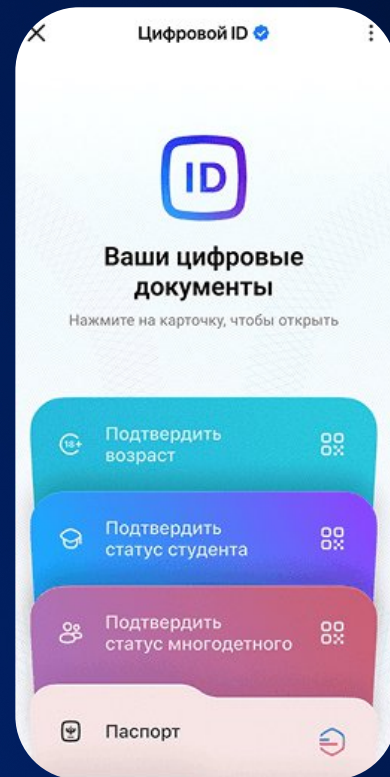 Цифровой ID
ID
Ваши цифровые
документы
Нажмите на карточку, чтобы открыть
18+
Подтвердить
возраст
Подтвердить
статус студента
Подтвердить
статус многодетного
Паспорт